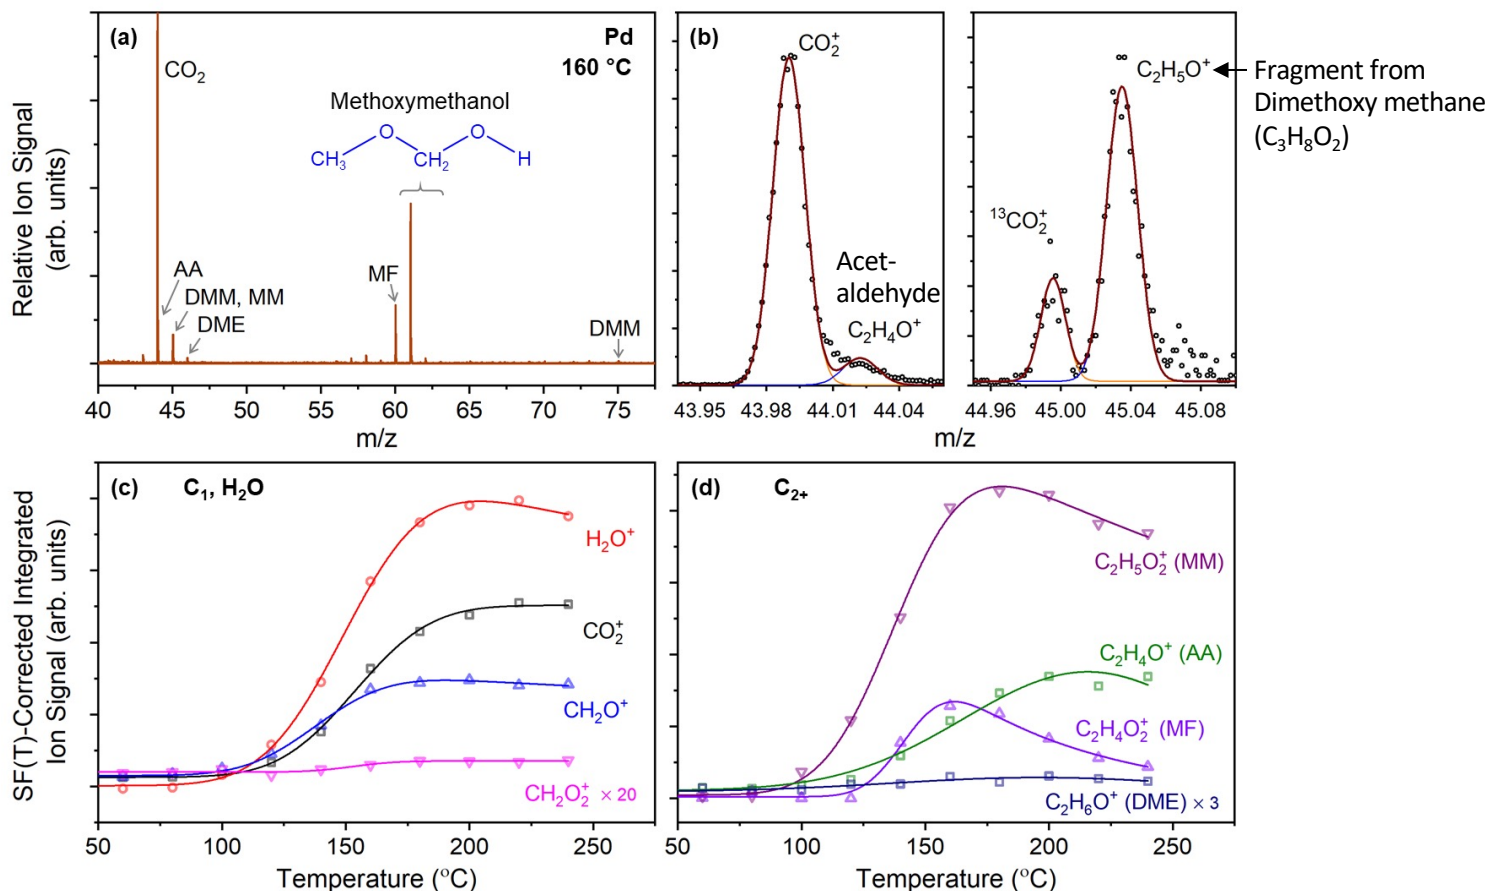 (a)
Pd
160 °C
CO₂
Methoxymethanol
O
O
CH₃
CH₂
H
AA
DMM, MM
DME
MF
DMM
Relative Ion Signal
(arb. units)
40 45 50 55 60 65 70 75
m/z
(b)
CO₂⁺
Acet-
aldehyde
C₂H₄O⁺
43.95 43.98 44.01 44.04
¹³CO₂⁺
C₂H₅O⁺
Fragment from
Dimethoxy methane
(C₃H₈O₂)
44.96 45.00 45.04 45.08
m/z
(c) C₁, H₂O
H₂O⁺
CO₂⁺
CH₂O⁺
CH₂O₂⁺ × 20
SF(T)-Corrected Integrated
Ion Signal (arb. units)
50 100 150 200 250
Temperature (°C)
(d) C₂₊
C₂H₅O₂⁺ (MM)
C₂H₄O⁺ (AA)
C₂H₄O₂⁺ (MF)
C₂H₆O⁺ (DME) × 3
50 100 150 200 250
Temperature (°C)